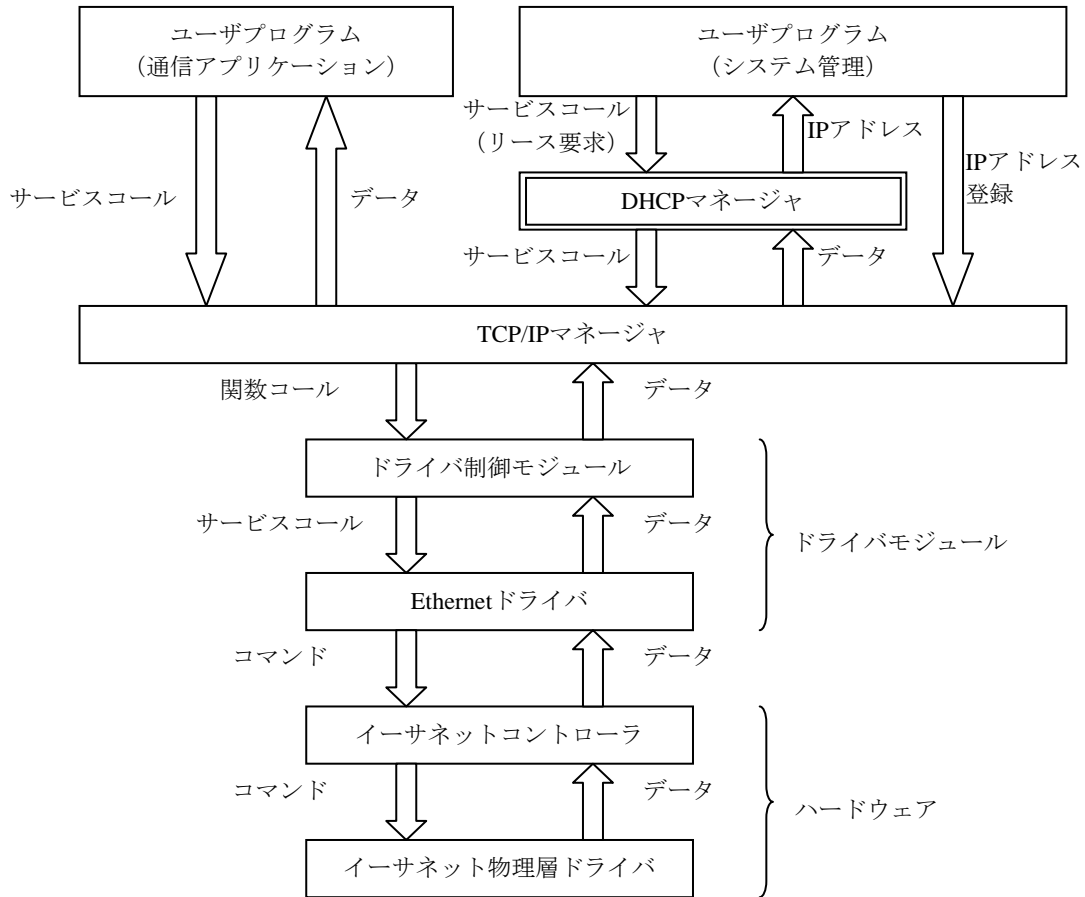 ユーザプログラム
(通信アプリケーション)
ユーザプログラム
(システム管理)
サービスコール
(リース要求)
IPアドレス
IPアドレス
登録
サービスコール
データ
DHCPマネージャ
サービスコール
データ
TCP/IPマネージャ
関数コール
データ
ドライバ制御モジュール
サービスコール
データ
ドライバモジュール
Ethernetドライバ
コマンド
データ
イーサネットコントローラ
コマンド
データ
ハードウェア
イーサネット物理層ドライバ